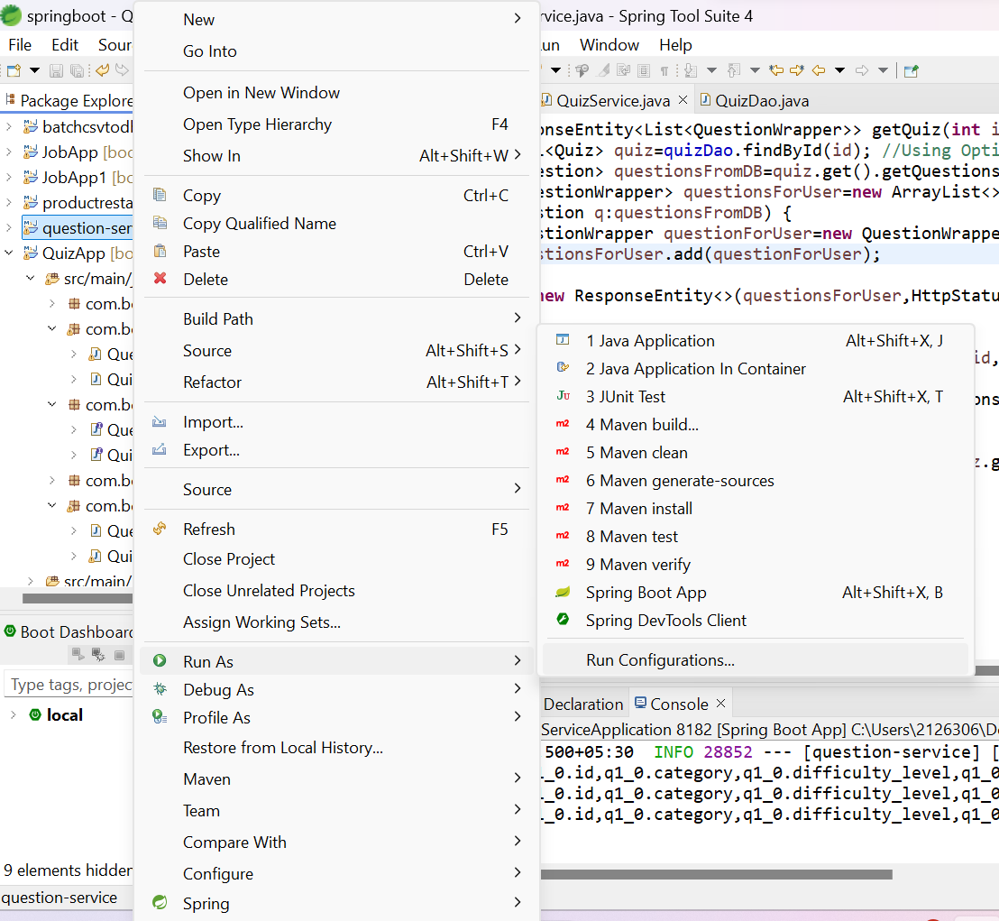 springboot - Q
rvice.java - Spring Tool Suite 4
File Edit Sour
un Window Help
Package Explore
QuizService.java
QuizDao.java
batchcsvtodl
JobApp [boo
JobApp1 [bo
productresta
question-ser
QuizApp [bo
src/main/j
com.b
com.b
Que
Qui
com.b
Que
Qui
com.b
com.b
Que
Qui
src/main/
Boot Dashboard
Type tags, projec
local
9 elements hidden
question-service
New
Go Into
Open in New Window
Open Type Hierarchy F4
Show In Alt+Shift+W
Copy Ctrl+C
Copy Qualified Name
Paste Ctrl+V
Delete Delete
Build Path
Source Alt+Shift+S
Refactor Alt+Shift+T
Import...
Export...
Source
Refresh F5
Close Project
Close Unrelated Projects
Assign Working Sets...
Run As
Debug As
Profile As
Restore from Local History...
Maven
Team
Compare With
Configure
Spring
onseEntity<List<QuestionWrapper>> getQuiz(int i
l<Quiz> quiz=quizDao.findById(id); //Using Opti
estion> questionsFromDB=quiz.get().getQuestions
estionWrapper> questionsForUser=new ArrayList<>
stion q:questionsFromDB) {
estionWrapper questionForUser=new QuestionWrappe
stionsForUser.add(questionForUser);
new ResponseEntity<>(questionsForUser,HttpStatu
id,
ons
z.g
1 Java Application Alt+Shift+X, J
2 Java Application In Container
3 JUnit Test Alt+Shift+X, T
4 Maven build...
5 Maven clean
6 Maven generate-sources
7 Maven install
8 Maven test
9 Maven verify
Spring Boot App Alt+Shift+X, B
Spring DevTools Client
Run Configurations...
Declaration
Console
ServiceApplication 8182 [Spring Boot App] C:\Users\2126306\D
500+05:30 INFO 28852 --- [question-service] [
1_0.id,q1_0.category,q1_0.difficulty_level,q1_0
1_0.id,q1_0.category,q1_0.difficulty_level,q1_0
1_0.id,q1_0.category,q1_0.difficulty_level,q1_0